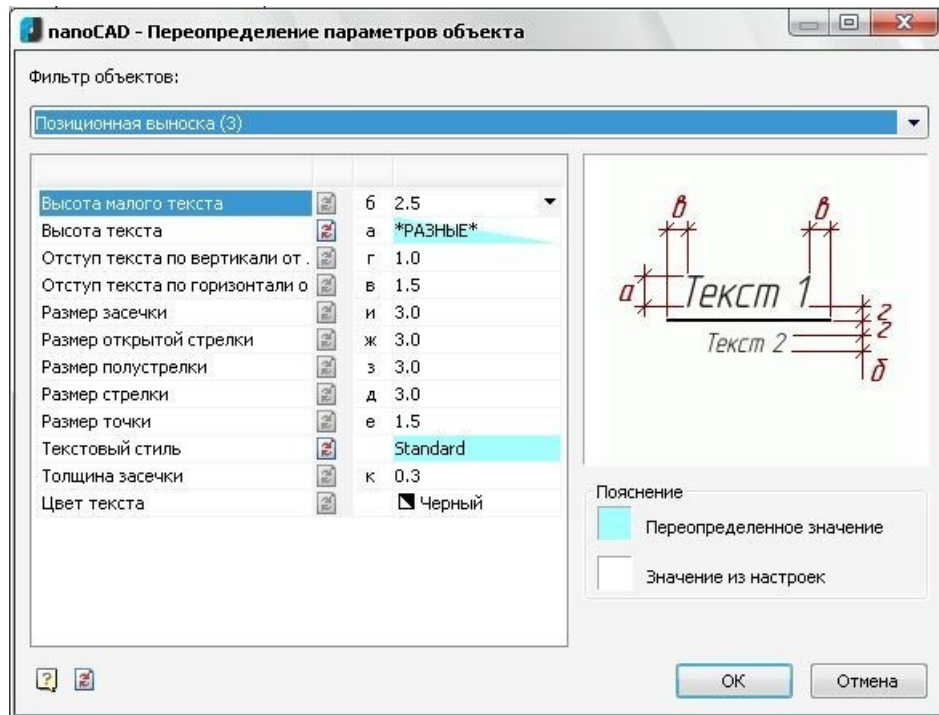 nanoCAD - Переопределение параметров объекта
Фильтр объектов:
Позиционная выноска (3)
Высота малого текста б 2.5
Высота текста а *РАЗНЫЕ*
Отступ текста по вертикали от . г 1.0
Отступ текста по горизонтали о в 1.5
Размер засечки и 3.0
Размер открытой стрелки ж 3.0
Размер полустрелки з 3.0
Размер стрелки д 3.0
Размер точки е 1.5
Текстовый стиль Standard
Толщина засечки к 0.3
Цвет текста Черный
в в
а Текст 1 г
Текст 2 г
б
Пояснение
Переопределенное значение
Значение из настроек
ОК Отмена